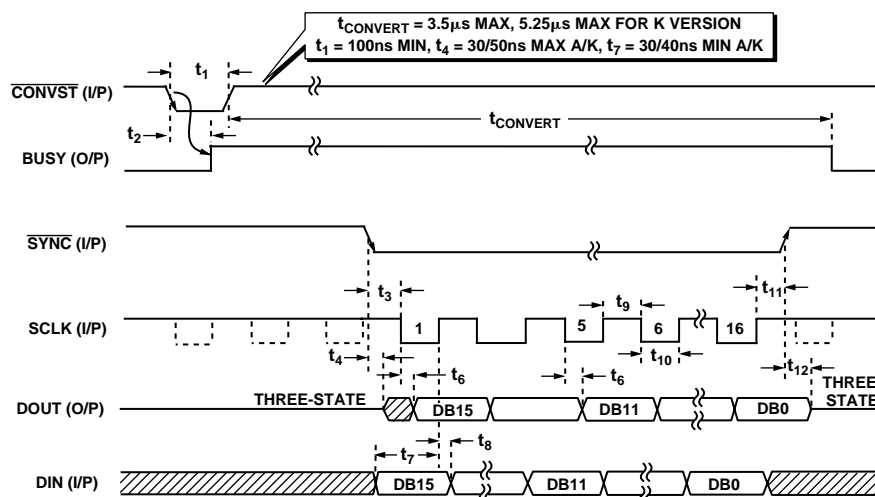 tCONVERT = 3.5μs MAX, 5.25μs MAX FOR K VERSION
t1 = 100ns MIN, t4 = 30/50ns MAX A/K, t7 = 30/40ns MIN A/K
t1
CONVST (I/P)
t2
tCONVERT
BUSY (O/P)
SYNC (I/P)
t3
t9
t11
SCLK (I/P)
1
5
6
16
t4
t6
t6
t10
t12
DOUT (O/P)
THREE-STATE
DB15
DB11
DB0
THREE-
STATE
t7
t8
DIN (I/P)
DB15
DB11
DB0